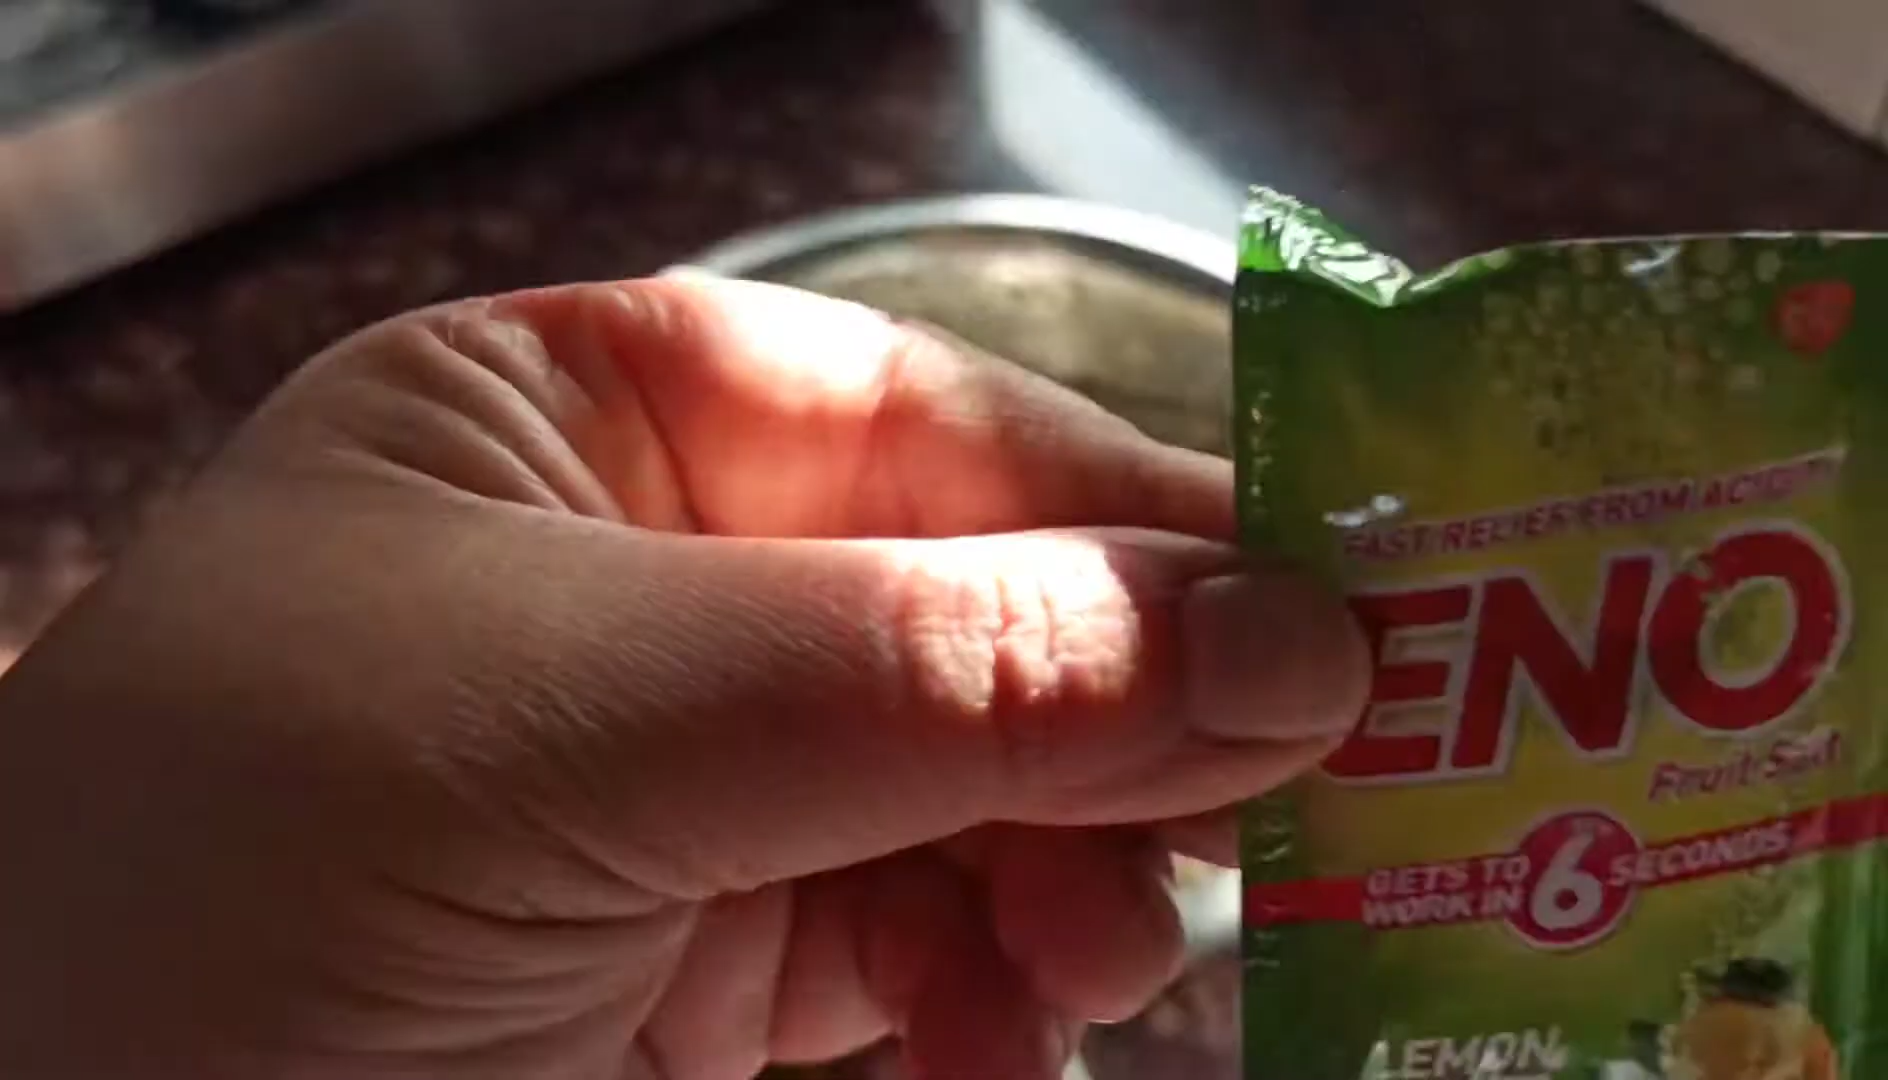 FAST RELIEF FROM ACIDITY
ENO
Fruit Salt
GETS TO
WORK IN
6
SECONDS
LEMON